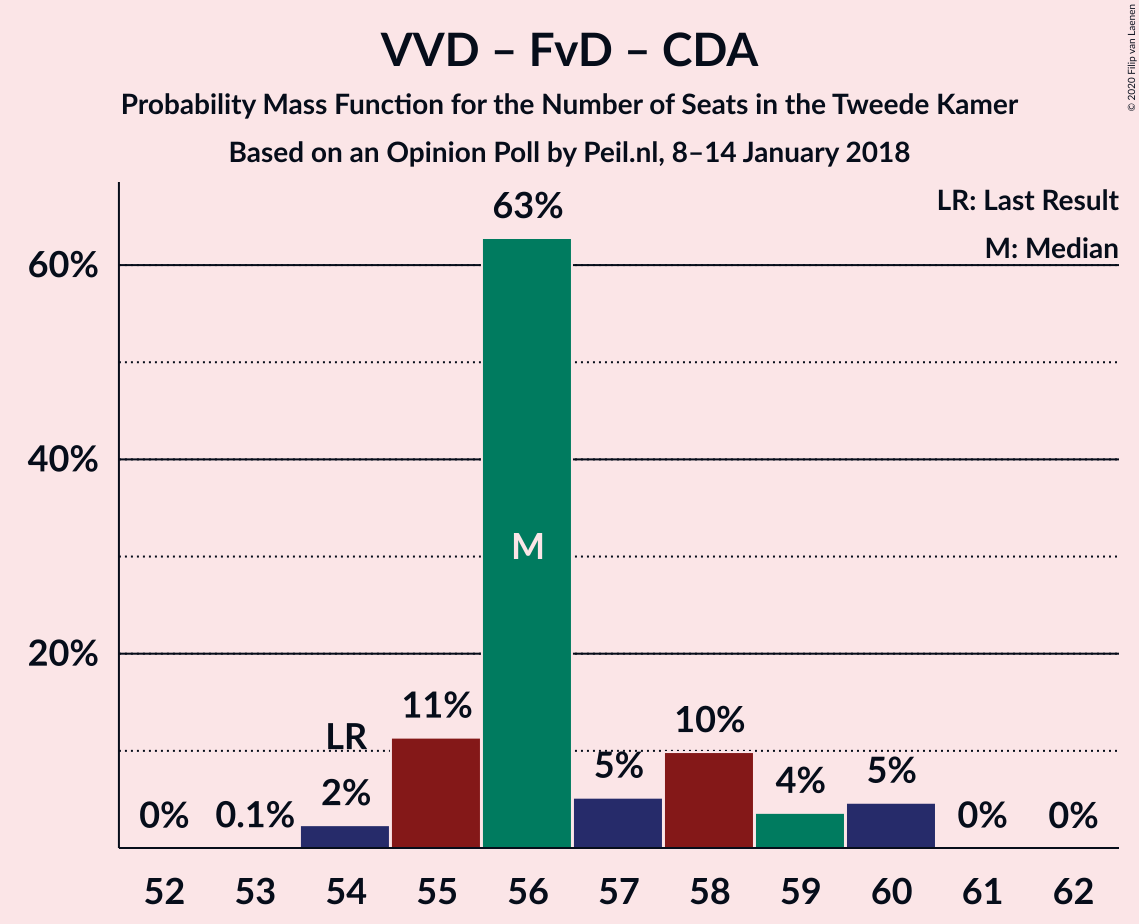 VVD – FvD – CDA
Probability Mass Function for the Number of Seats in the Tweede Kamer
Based on an Opinion Poll by Peil.nl, 8–14 January 2018
© 2020 Filip van Laenen
LR: Last Result
M: Median
60%
40%
20%
0%
0.1%
LR
2%
11%
63%
M
5%
10%
4%
5%
0%
0%
52 53 54 55 56 57 58 59 60 61 62